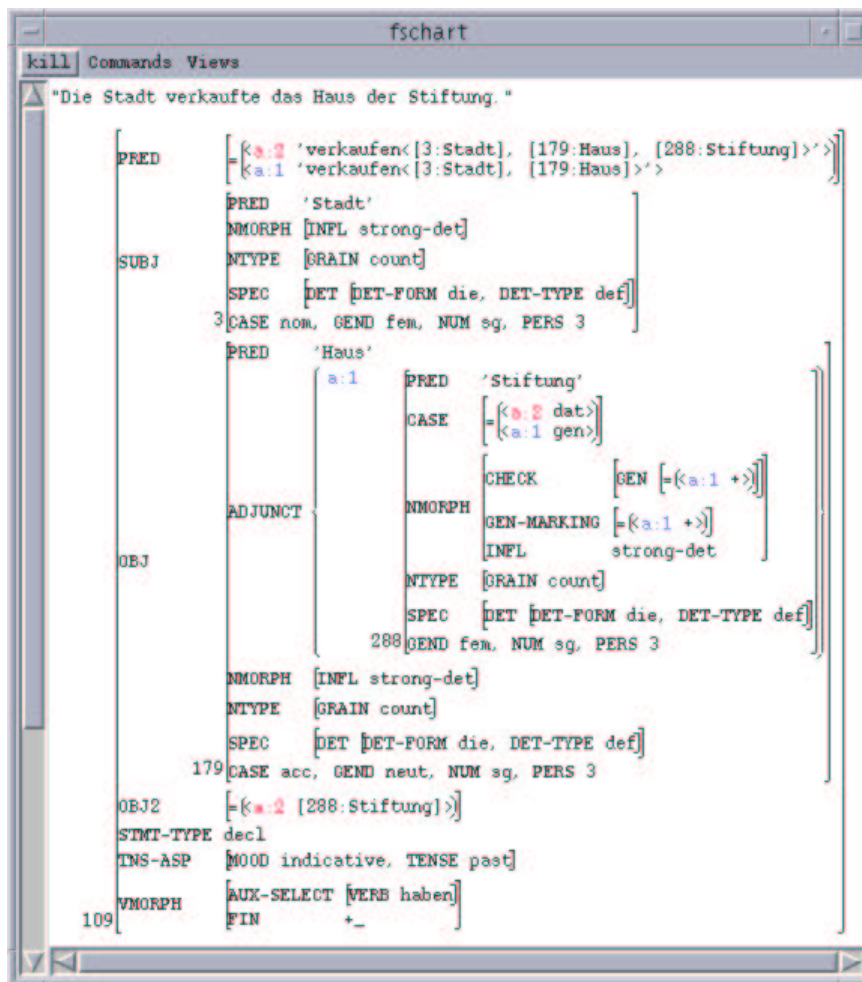 fschart
kill Commands Views
"Die Stadt verkaufte das Haus der Stiftung."
PRED =<a:2 'verkaufen<[3:Stadt], [179:Haus], [288:Stiftung]>'>
<a:1 'verkaufen<[3:Stadt], [179:Haus]>'>
PRED 'Stadt'
NMORPH [INFL strong-det]
SUBJ NTYPE [GRAIN count]
SPEC [DET [DET-FORM die, DET-TYPE def]]
3 CASE nom, GEND fem, NUM sg, PERS 3
PRED 'Haus'
a:1 PRED 'Stiftung'
CASE =<a:2 dat>
<a:1 gen>
CHECK [GEN [=<a:1 +>]]
ADJUNCT NMORPH GEN-MARKING [=<a:1 +>]
INFL strong-det
OBJ
NTYPE [GRAIN count]
SPEC [DET [DET-FORM die, DET-TYPE def]]
288 GEND fem, NUM sg, PERS 3
NMORPH [INFL strong-det]
NTYPE [GRAIN count]
SPEC [DET [DET-FORM die, DET-TYPE def]]
179 CASE acc, GEND neut, NUM sg, PERS 3
OBJ2 [=<a:2 [288:Stiftung]>]
STMT-TYPE decl
TNS-ASP [MOOD indicative, TENSE past]
VMORPH AUX-SELECT [VERB haben]
109 FIN +_